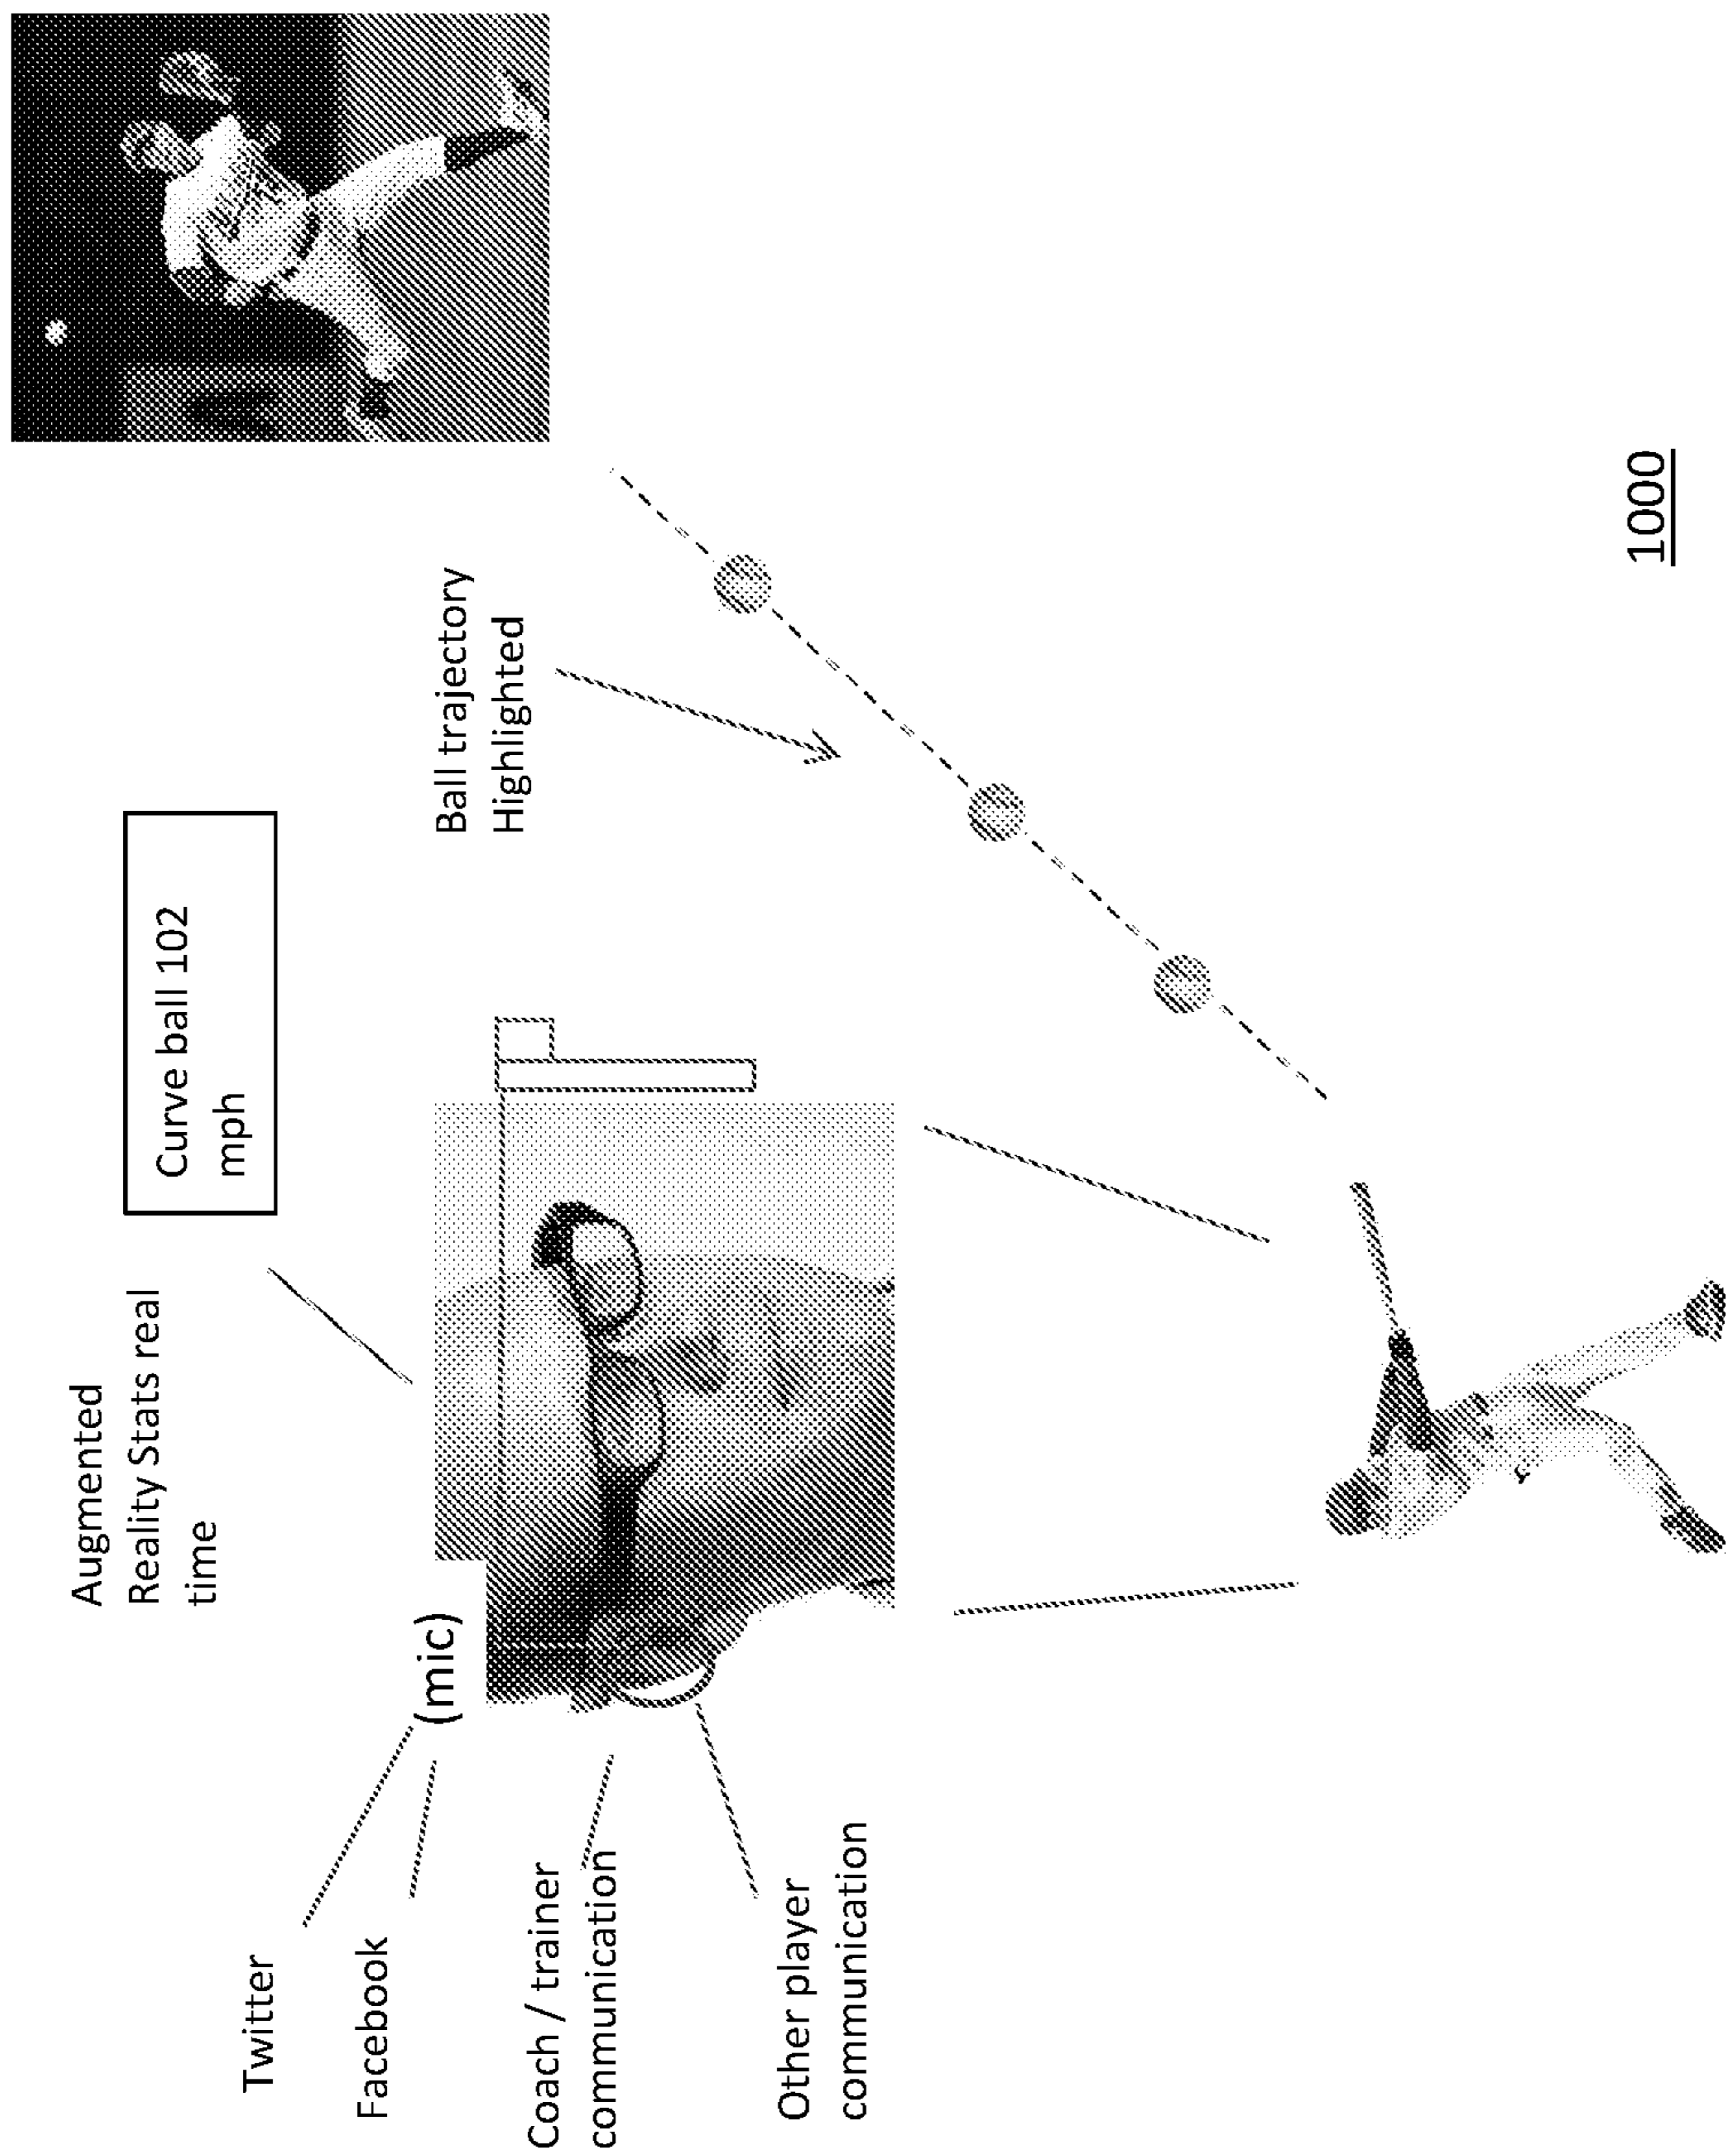 Augmented
Reality Stats real
time
Curve ball 102
mph
Twitter
Facebook
(mic)
Coach / trainer
communication
Other player
communication
Ball trajectory
Highlighted
1000